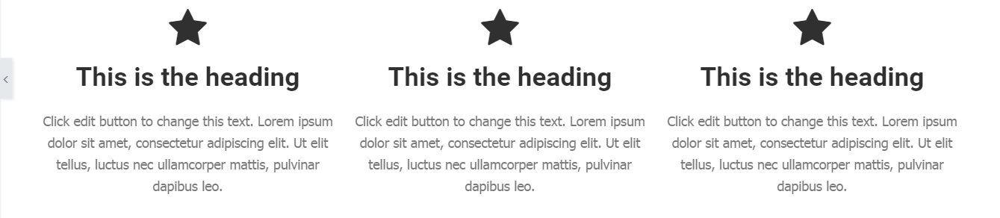 This is the heading
Click edit button to change this text. Lorem ipsum
dolor sit amet, consectetur adipiscing elit. Ut elit
tellus, luctus nec ullamcorper mattis, pulvinar
dapibus leo.
This is the heading
Click edit button to change this text. Lorem ipsum
dolor sit amet, consectetur adipiscing elit. Ut elit
tellus, luctus nec ullamcorper mattis, pulvinar
dapibus leo.
This is the heading
Click edit button to change this text. Lorem ipsum
dolor sit amet, consectetur adipiscing elit. Ut elit
tellus, luctus nec ullamcorper mattis, pulvinar
dapibus leo.